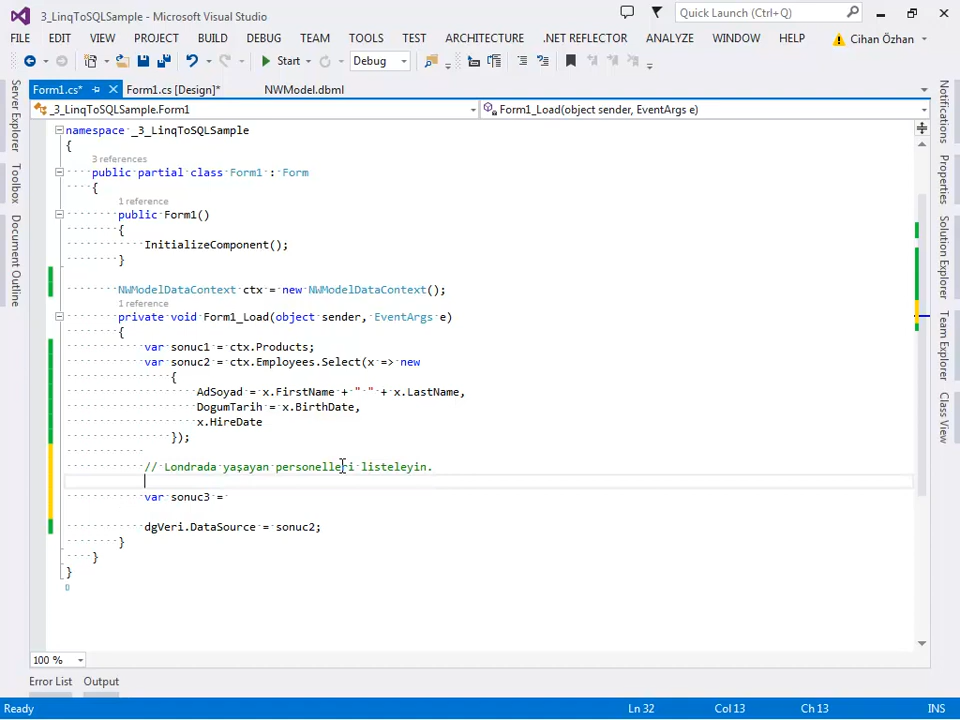 3_LinqToSQLSample - Microsoft Visual Studio
Quick Launch (Ctrl+Q)
FILE EDIT VIEW PROJECT BUILD DEBUG TEAM TOOLS TEST ARCHITECTURE .NET REFLECTOR ANALYZE WINDOW HELP Cihan Özhan
Start Debug
Form1.cs* Form1.cs [Design]* NWModel.dbml
_3_LinqToSQLSample.Form1 Form1_Load(object sender, EventArgs e)
Server Explorer
Toolbox
Document Outline
namespace _3_LinqToSQLSample
{
3 references
public partial class Form1 : Form
{
1 reference
public Form1()
{
InitializeComponent();
}
NWModelDataContext ctx = new NWModelDataContext();
1 reference
private void Form1_Load(object sender, EventArgs e)
{
var sonuc1 = ctx.Products;
var sonuc2 = ctx.Employees.Select(x => new
{
AdSoyad = x.FirstName + " " + x.LastName,
DogumTarih = x.BirthDate,
x.HireDate
});
// Londrada yaşayan personelleri listeleyin.
var sonuc3 =
dgVeri.DataSource = sonuc2;
}
}
}
Notifications
Properties
Solution Explorer
Team Explorer
Class View
100 %
Error List Output
Ready Ln 32 Col 13 Ch 13 INS